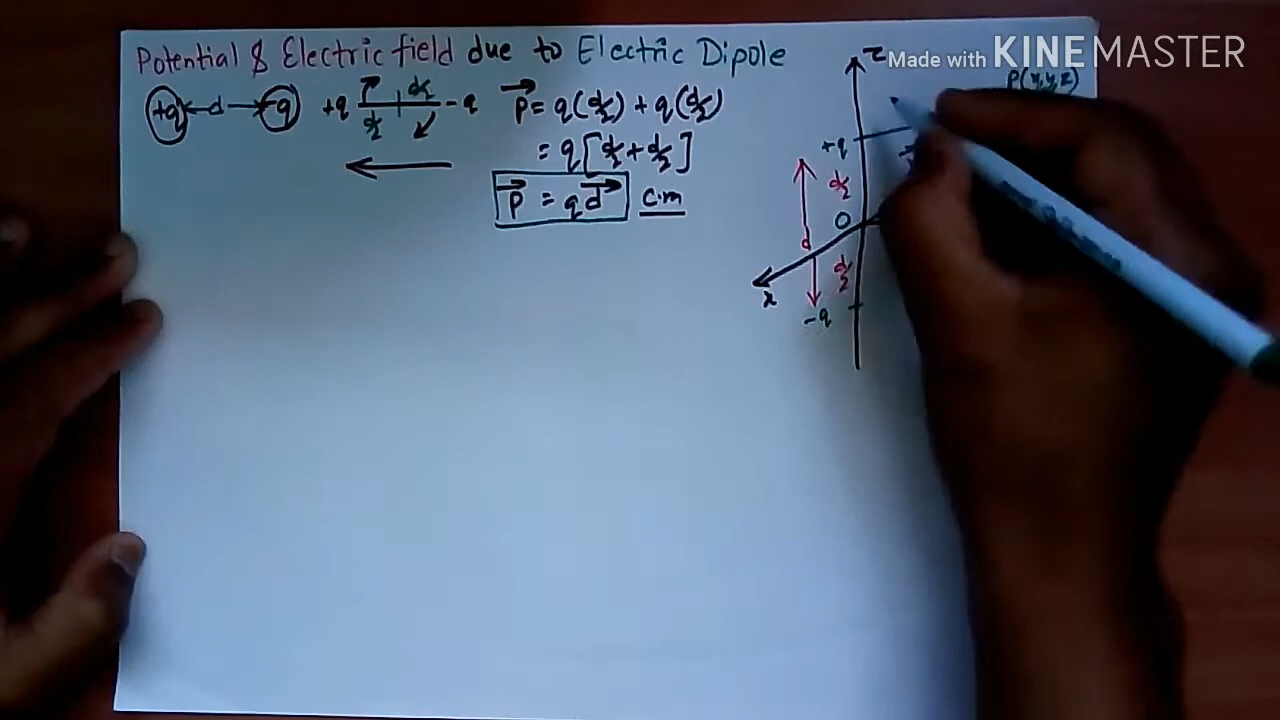 Potential & Electric field due to Electric Dipole
+q d -q +q d/2 d/2 -q p = q(d/2) + q(d/2)
= q[d/2 + d/2]
p = qd c.m
z
Made with KINEMASTER
P(x,y,z)
+q
d/2
0
d
d/2
x
-q